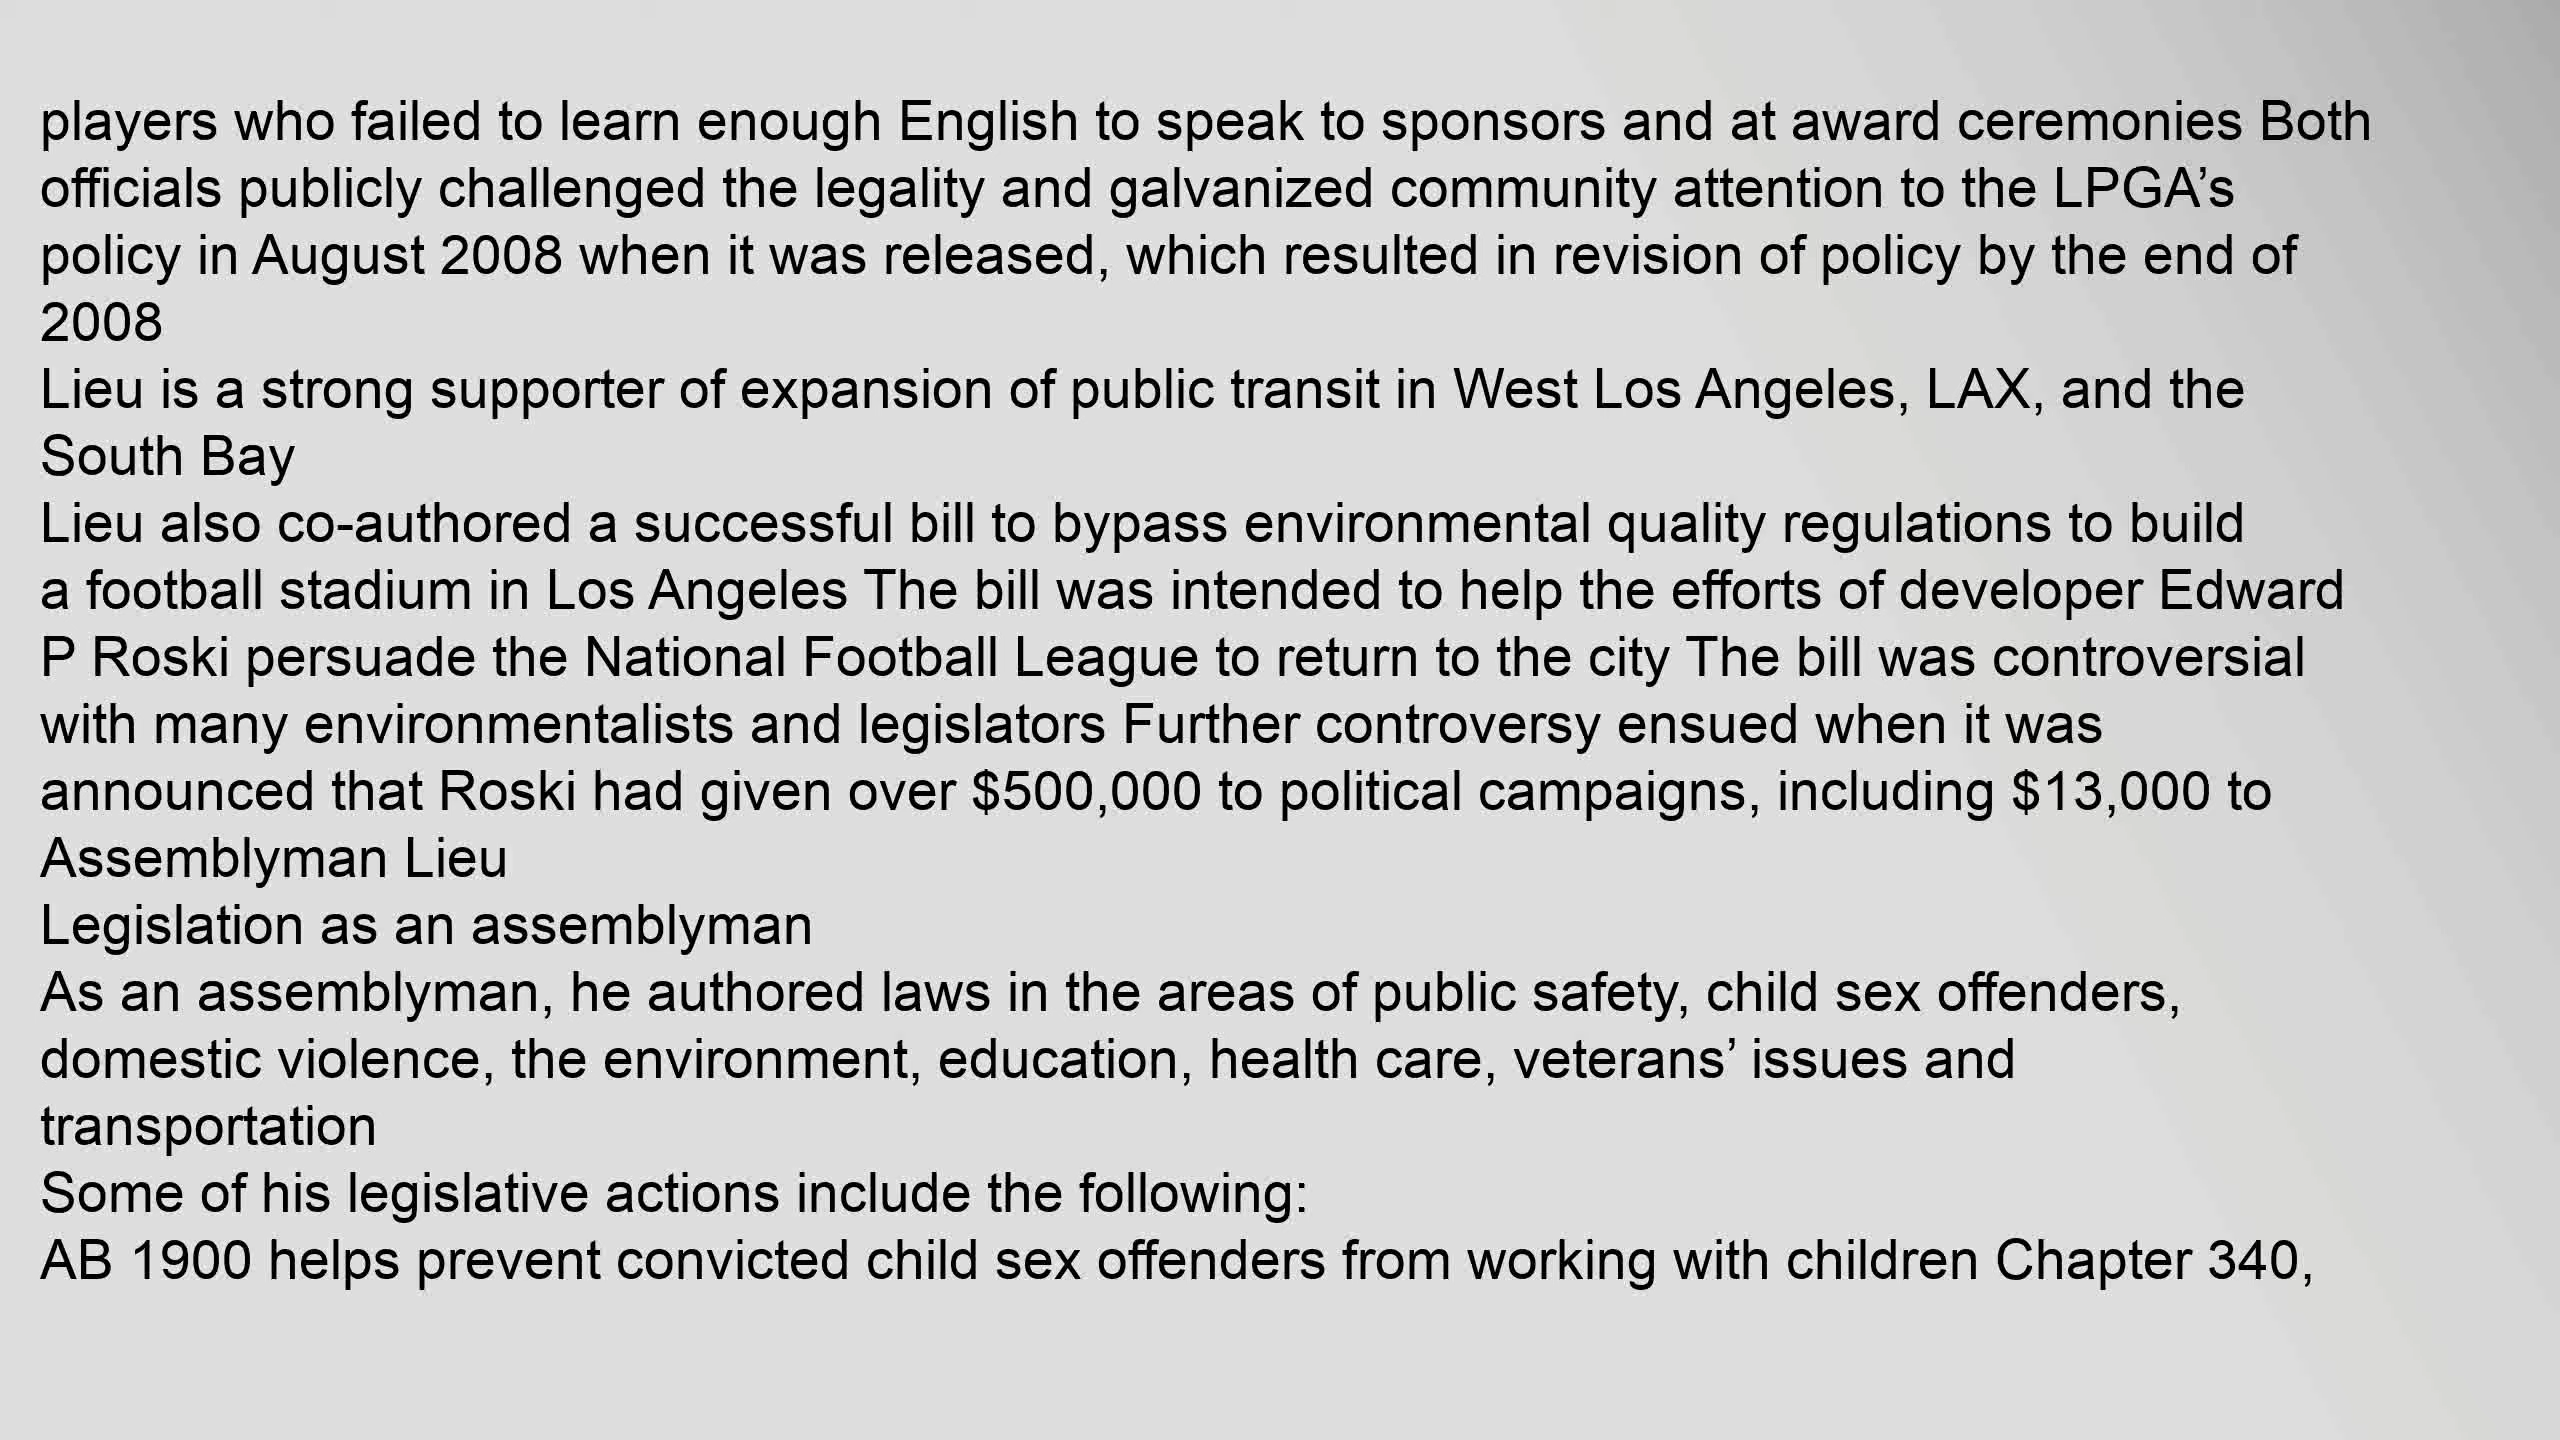 players who failed to learn enough English to speak to sponsors and at award ceremonies Both
officials publicly challenged the legality and galvanized community attention to the LPGA’s
policy in August 2008 when it was released, which resulted in revision of policy by the end of
2008
Lieu is a strong supporter of expansion of public transit in West Los Angeles, LAX, and the
South Bay
Lieu also co-authored a successful bill to bypass environmental quality regulations to build
a football stadium in Los Angeles The bill was intended to help the efforts of developer Edward
P Roski persuade the National Football League to return to the city The bill was controversial
with many environmentalists and legislators Further controversy ensued when it was
announced that Roski had given over $500,000 to political campaigns, including $13,000 to
Assemblyman Lieu
Legislation as an assemblyman
As an assemblyman, he authored laws in the areas of public safety, child sex offenders,
domestic violence, the environment, education, health care, veterans’ issues and
transportation
Some of his legislative actions include the following:
AB 1900 helps prevent convicted child sex offenders from working with children Chapter 340,